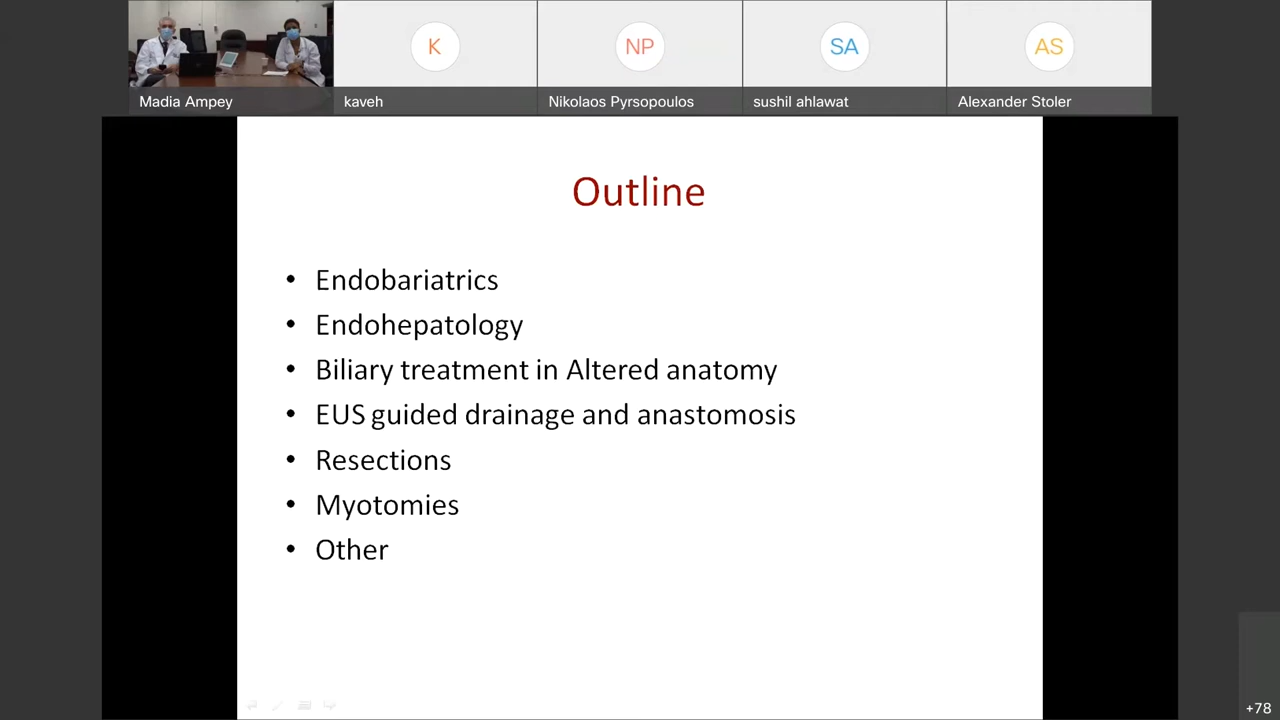 K
NP
SA
AS
Madia Ampey
kaveh
Nikolaos Pyrsopoulos
sushil ahlawat
Alexander Stoler
Outline
• Endobariatrics
• Endohepatology
• Biliary treatment in Altered anatomy
• EUS guided drainage and anastomosis
• Resections
• Myotomies
• Other
+78